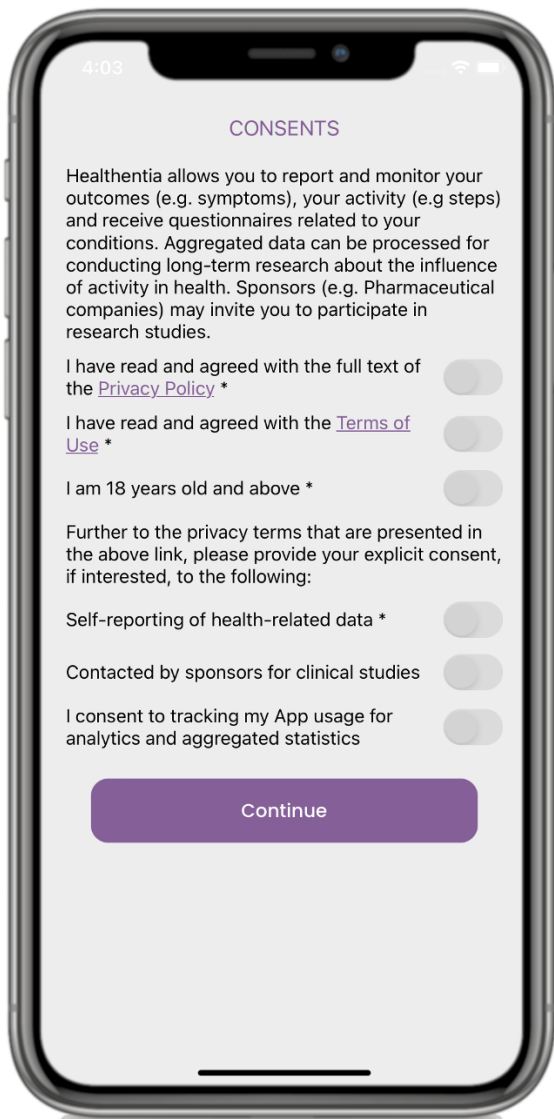 4:03
CONSENTS
Healthentia allows you to report and monitor your
outcomes (e.g. symptoms), your activity (e.g steps)
and receive questionnaires related to your
conditions. Aggregated data can be processed for
conducting long-term research about the influence
of activity in health. Sponsors (e.g. Pharmaceutical
companies) may invite you to participate in
research studies.
I have read and agreed with the full text of
the Privacy Policy *
I have read and agreed with the Terms of
Use *
I am 18 years old and above *
Further to the privacy terms that are presented in
the above link, please provide your explicit consent,
if interested, to the following:
Self-reporting of health-related data *
Contacted by sponsors for clinical studies
I consent to tracking my App usage for
analytics and aggregated statistics
Continue